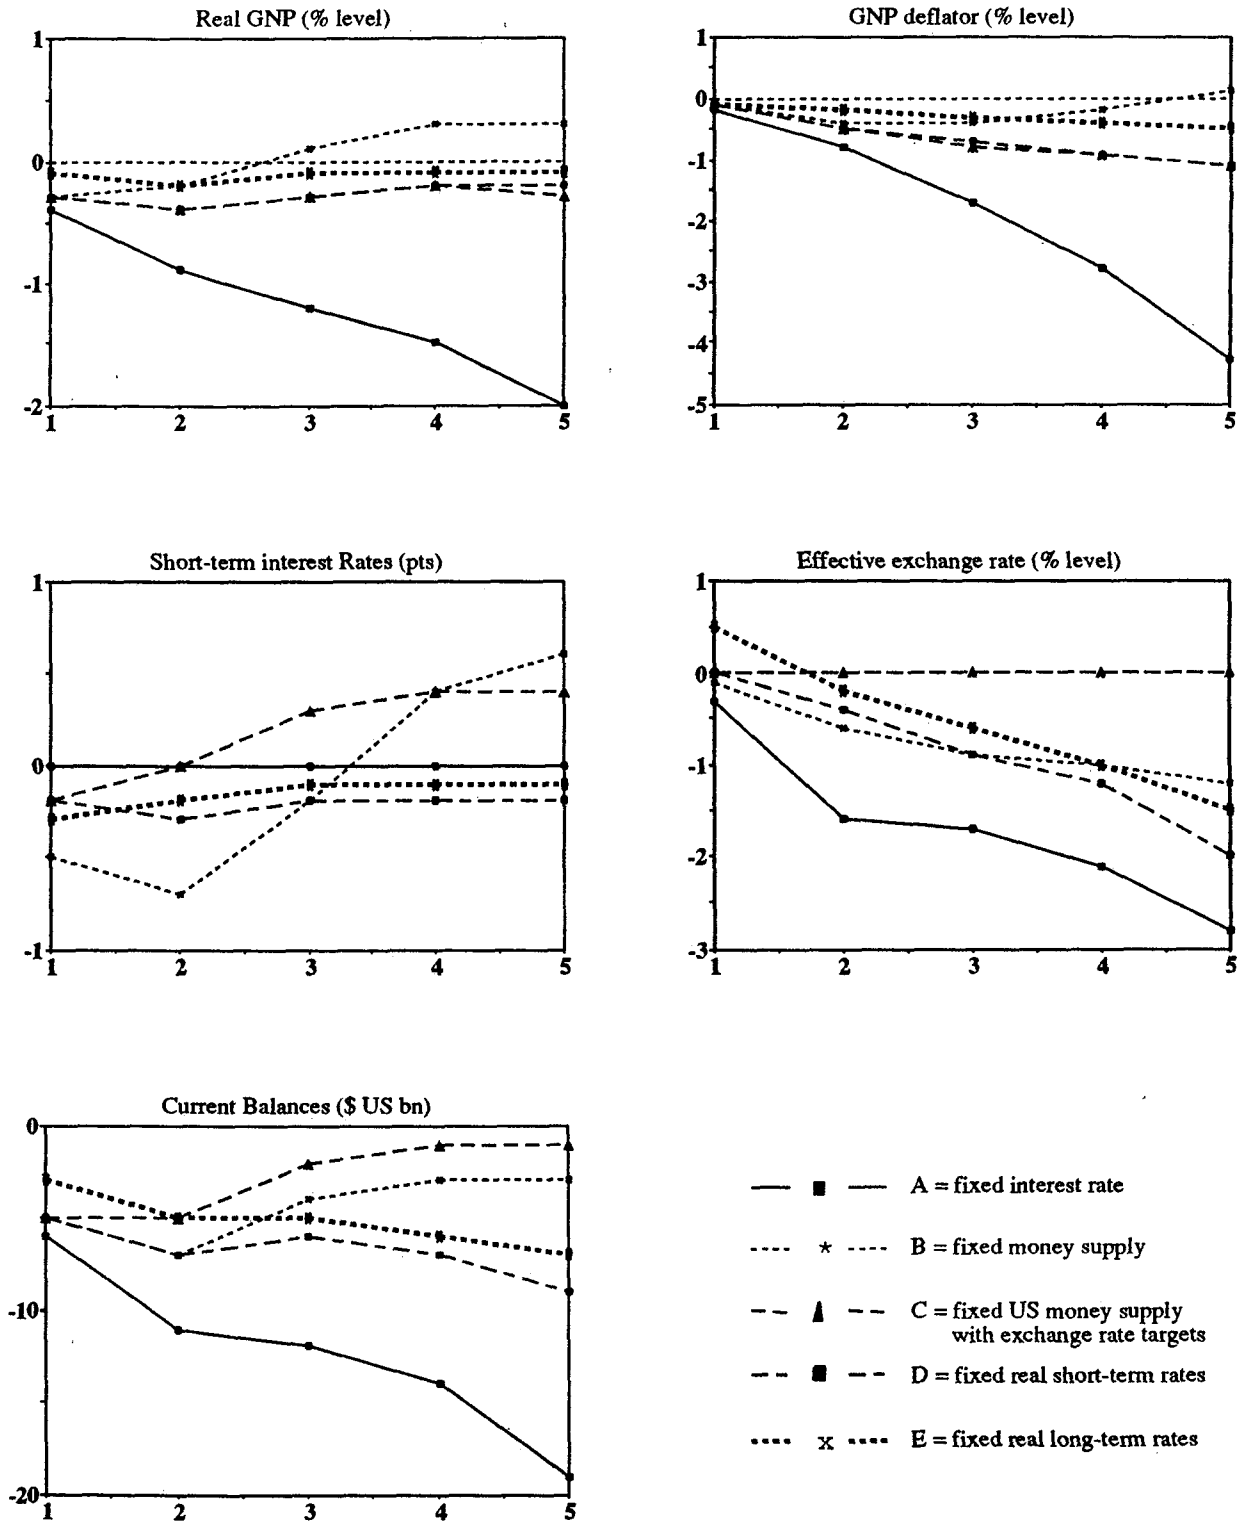 Real GNP (% level)
1
0
-1
-2
1 2 3 4 5
GNP deflator (% level)
1
0
-1
-2
-3
-4
-5
1 2 3 4 5
Short-term interest Rates (pts)
1
0
-1
1 2 3 4 5
Effective exchange rate (% level)
1
0
-1
-2
-3
1 2 3 4 5
Current Balances ($ US bn)
0
-10
-20
1 2 3 4 5
A = fixed interest rate
B = fixed money supply
C = fixed US money supply
with exchange rate targets
D = fixed real short-term rates
E = fixed real long-term rates